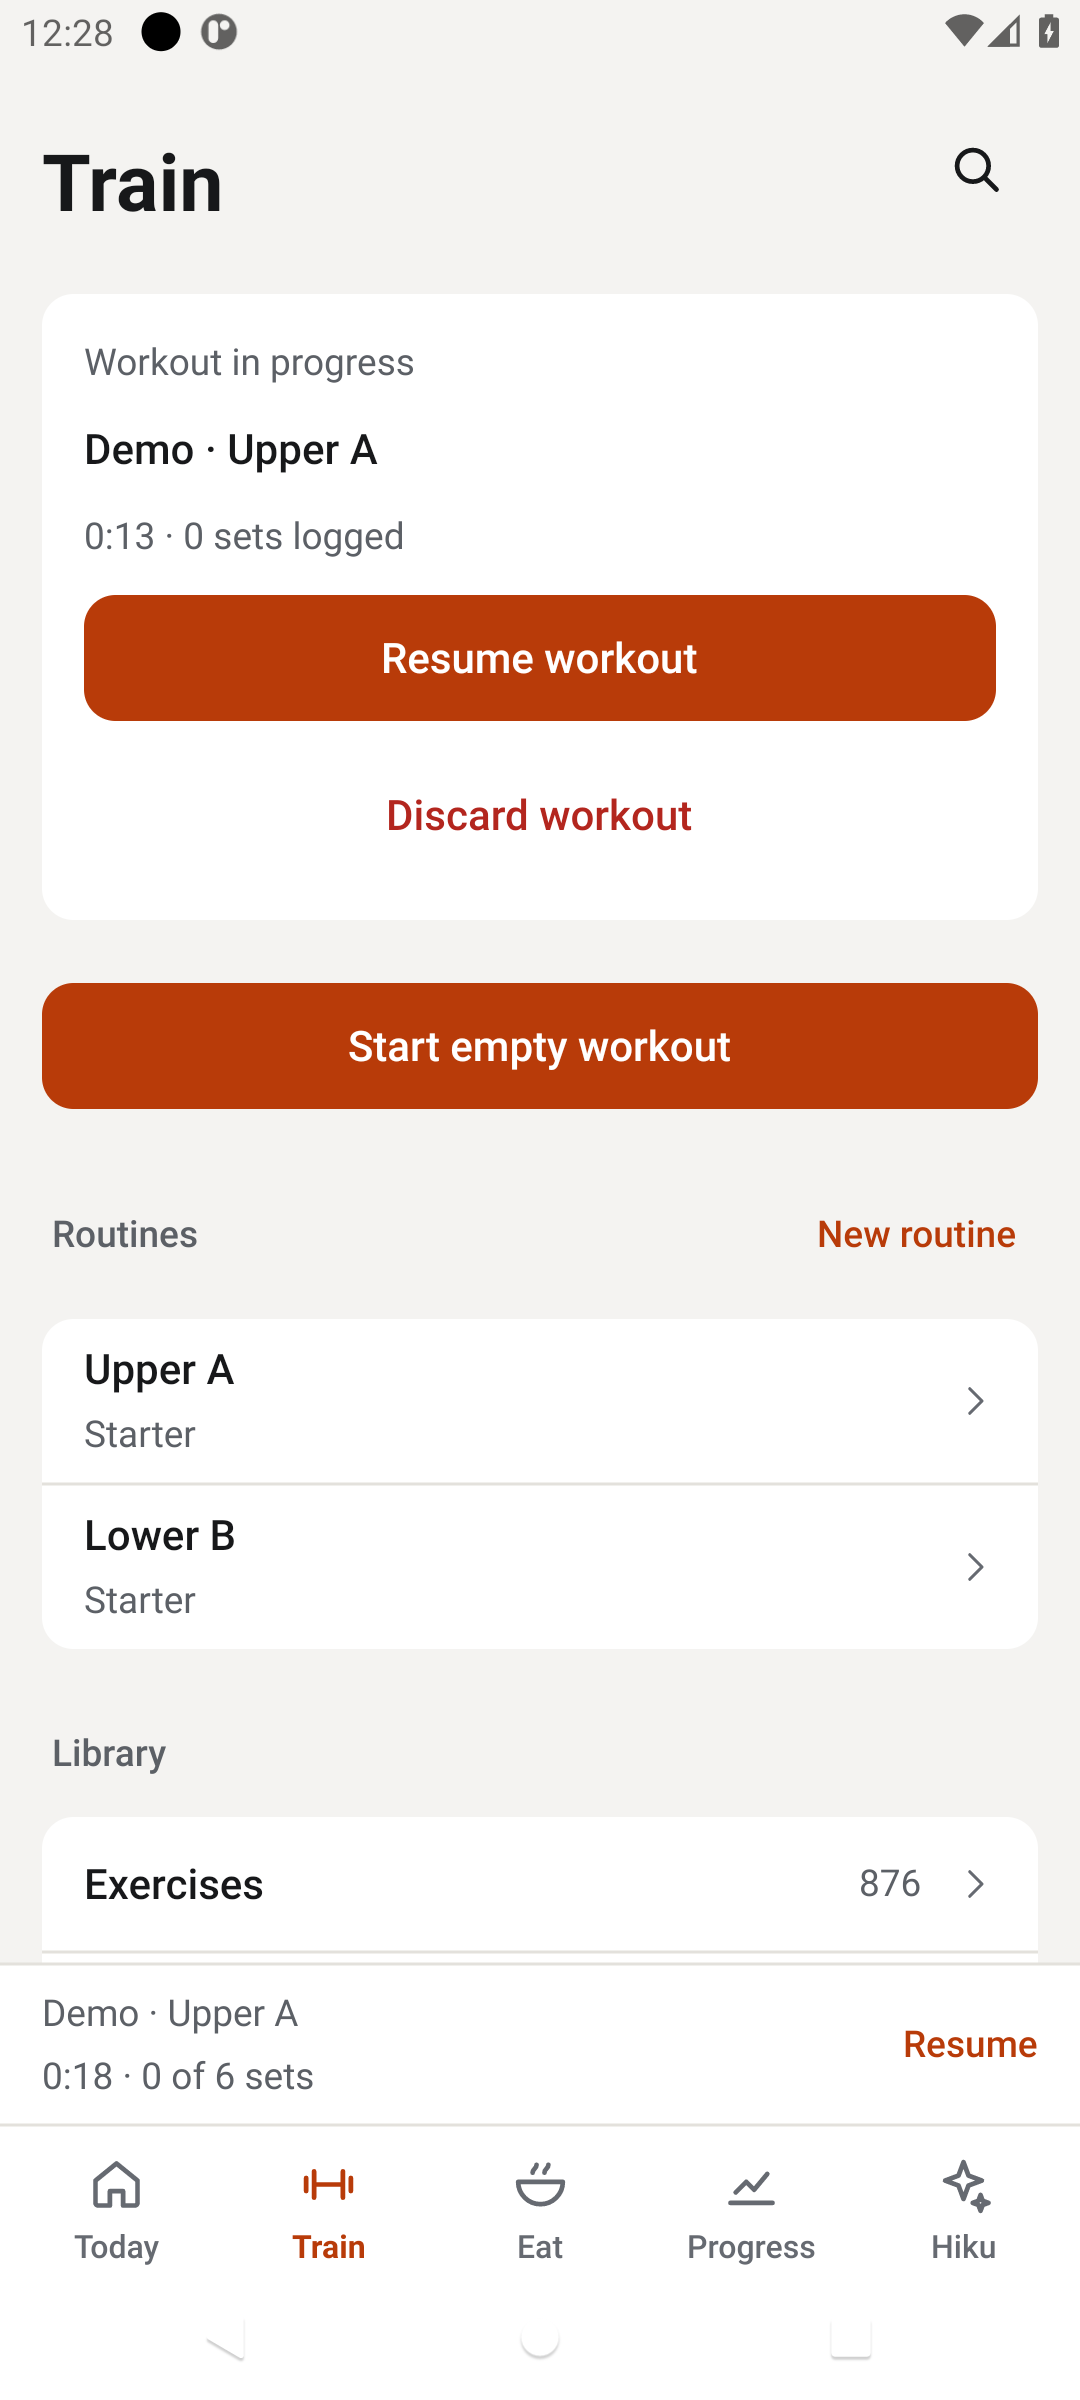 12:28
Train
Workout in progress
Demo · Upper A
0:13 · 0 sets logged
Resume workout
Discard workout
Start empty workout
Routines
New routine
Upper A
Starter
Lower B
Starter
Library
Exercises
876
Demo · Upper A
0:18 · 0 of 6 sets
Resume
Today
Train
Eat
Progress
Hiku